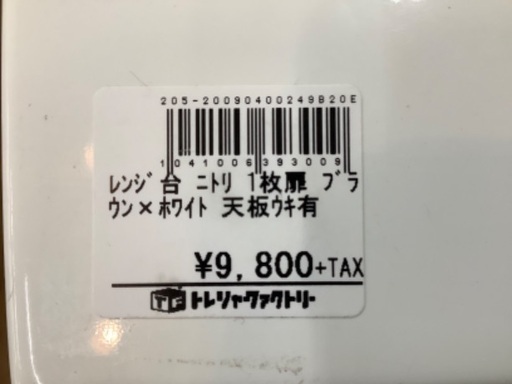 205-20090400249B20E
1041006393009
ﾚﾝｼﾞ台 ﾆﾄﾘ 1枚扉 ﾌﾞﾗ
ｳﾝ×ﾎﾜｲﾄ 天板ｳｷ有
¥9,800+TAX
TF トレジャーファクトリー